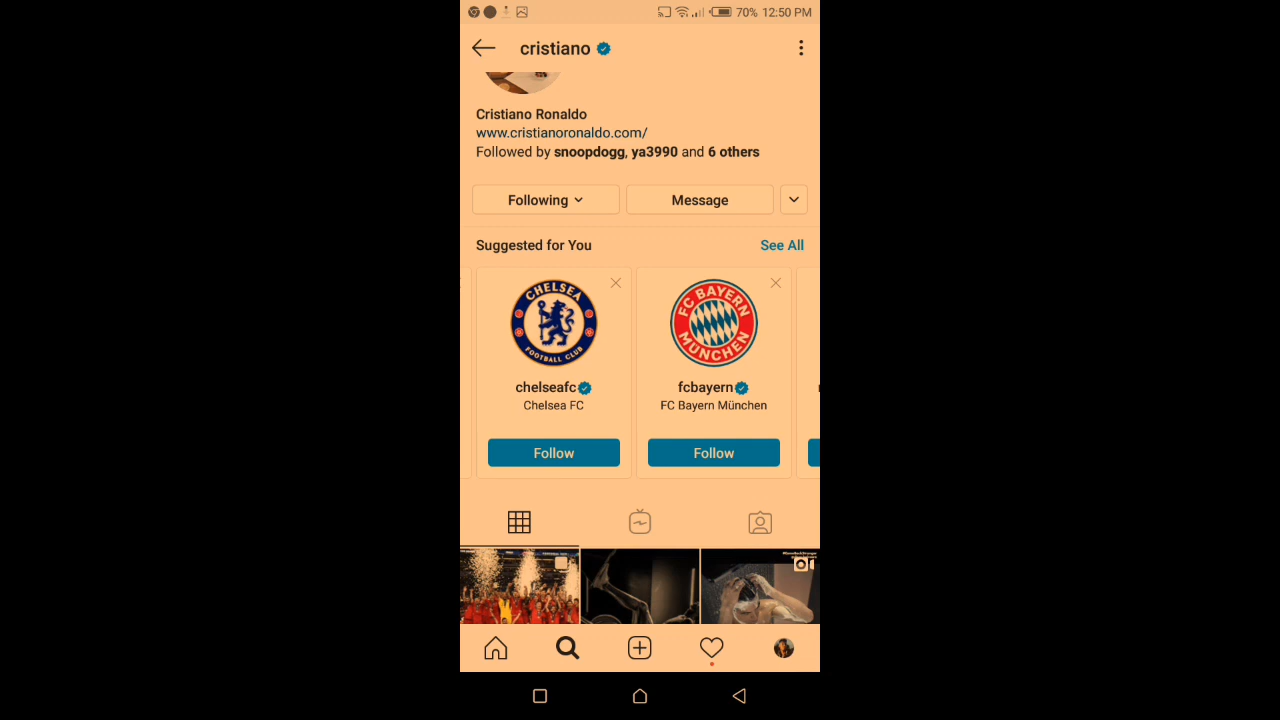 70% 12:50 PM
cristiano
Cristiano Ronaldo
www.cristianoronaldo.com/
Followed by snoopdogg, ya3990 and 6 others
Following
Message
Suggested for You
See All
CHELSEA
FOOTBALL CLUB
FC BAYERN
MÜNCHEN
chelseafc
fcbayern
Chelsea FC
FC Bayern München
Follow
Follow